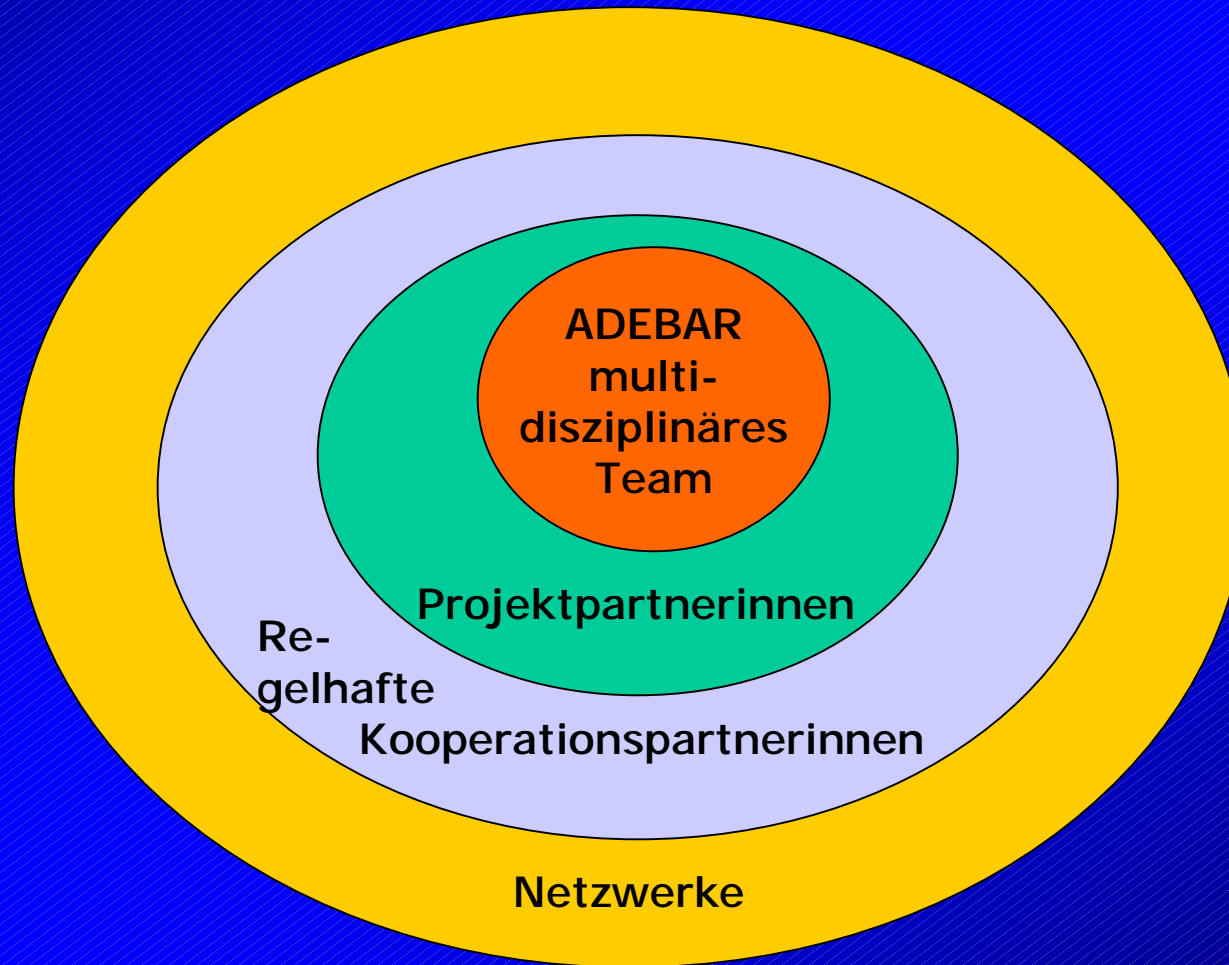 ADEBAR
multi-
disziplinäres
Team
Projektpartnerinnen
Re-
gelhafte
Kooperationspartnerinnen
Netzwerke